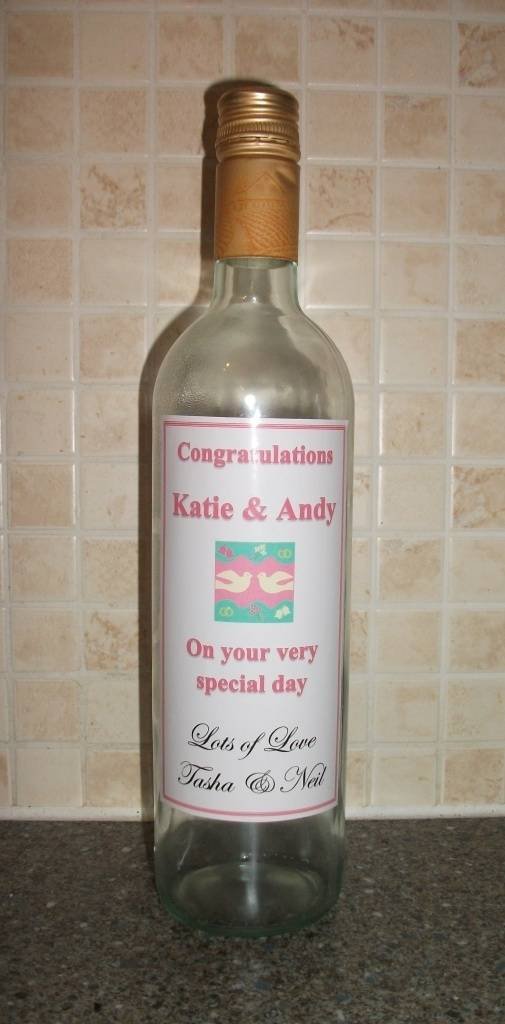 Congratulations
Katie & Andy
On your very
special day
Lots of Love
Tasha & Neil